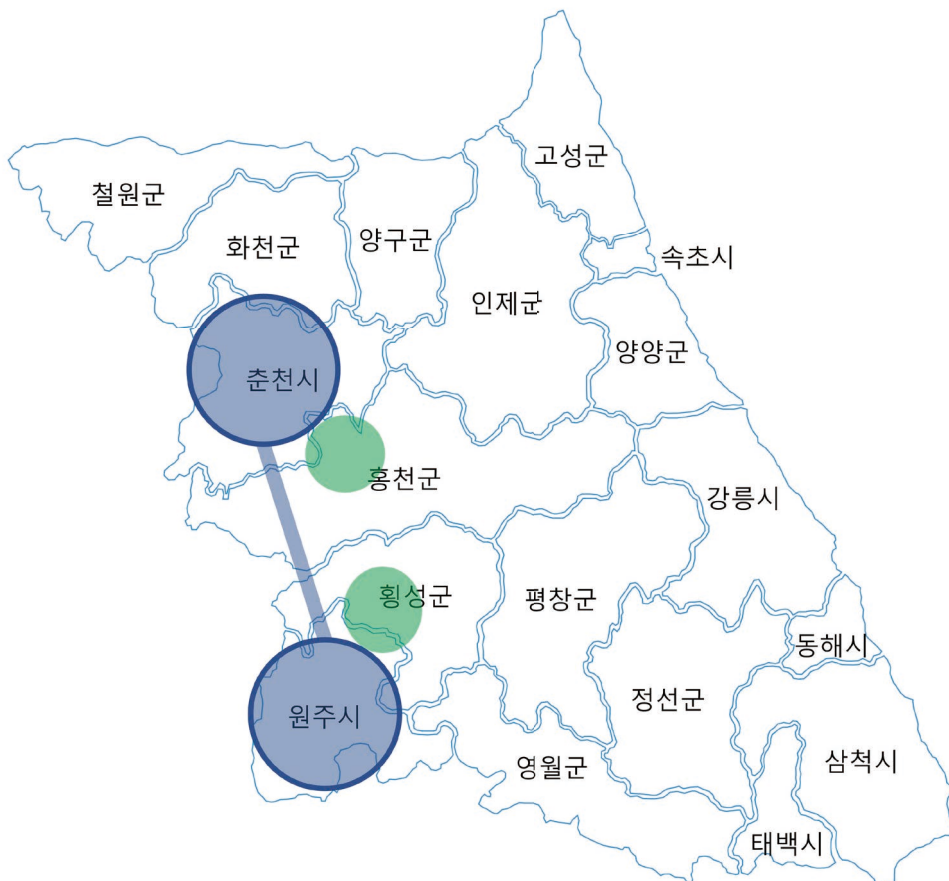 고성군
철원군
화천군
양구군
속초시
인제군
양양군
춘천시
홍천군
강릉시
횡성군
평창군
동해시
정선군
원주시
영월군
삼척시
태백시